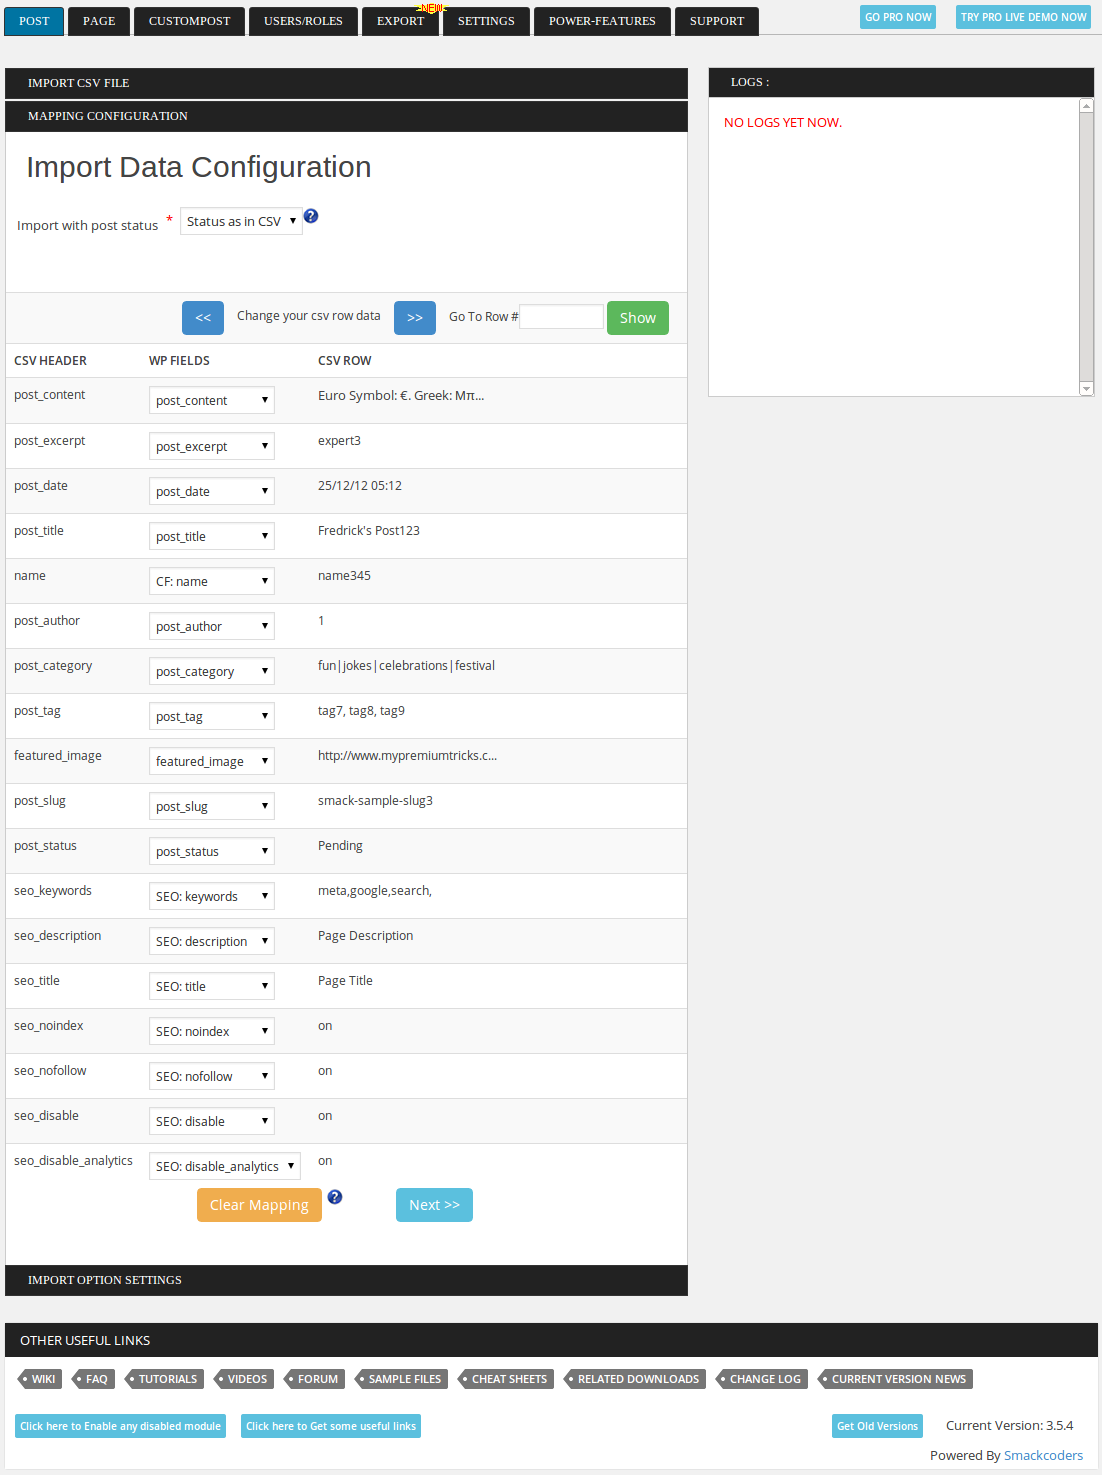 POST PAGE CUSTOMPOST USERS/ROLES EXPORT NEW SETTINGS POWER-FEATURES SUPPORT GO PRO NOW TRY PRO LIVE DEMO NOW
IMPORT CSV FILE
MAPPING CONFIGURATION
Import Data Configuration
Import with post status * Status as in CSV ?
<< Change your csv row data >> Go To Row # Show
CSV HEADER WP FIELDS CSV ROW
post_content post_content Euro Symbol: €. Greek: Μπ...
post_excerpt post_excerpt expert3
post_date post_date 25/12/12 05:12
post_title post_title Fredrick's Post123
name CF: name name345
post_author post_author 1
post_category post_category fun|jokes|celebrations|festival
post_tag post_tag tag7, tag8, tag9
featured_image featured_image http://www.mypremiumtricks.c...
post_slug post_slug smack-sample-slug3
post_status post_status Pending
seo_keywords SEO: keywords meta,google,search,
seo_description SEO: description Page Description
seo_title SEO: title Page Title
seo_noindex SEO: noindex on
seo_nofollow SEO: nofollow on
seo_disable SEO: disable on
seo_disable_analytics SEO: disable_analytics on
Clear Mapping ? Next >>
IMPORT OPTION SETTINGS
LOGS :
NO LOGS YET NOW.
OTHER USEFUL LINKS
WIKI FAQ TUTORIALS VIDEOS FORUM SAMPLE FILES CHEAT SHEETS RELATED DOWNLOADS CHANGE LOG CURRENT VERSION NEWS
Click here to Enable any disabled module Click here to Get some useful links Get Old Versions Current Version: 3.5.4
Powered By Smackcoders